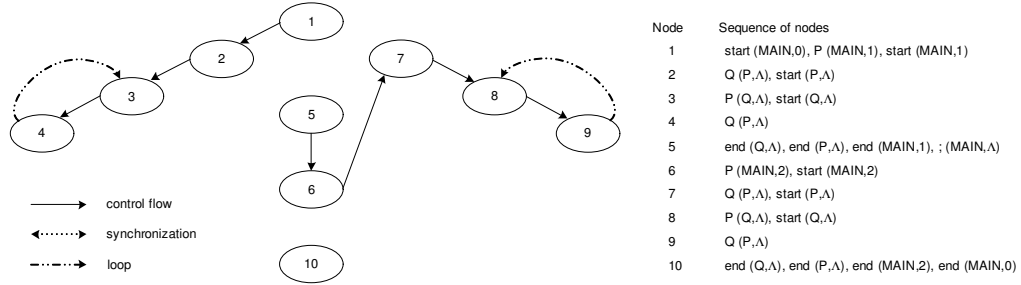 1
2
3
4
5
6
7
8
9
10
control flow
synchronization
loop
Node Sequence of nodes
1 start (MAIN,0), P (MAIN,1), start (MAIN,1)
2 Q (P,Λ), start (P,Λ)
3 P (Q,Λ), start (Q,Λ)
4 Q (P,Λ)
5 end (Q,Λ), end (P,Λ), end (MAIN,1), ; (MAIN,Λ)
6 P (MAIN,2), start (MAIN,2)
7 Q (P,Λ), start (P,Λ)
8 P (Q,Λ), start (Q,Λ)
9 Q (P,Λ)
10 end (Q,Λ), end (P,Λ), end (MAIN,2), end (MAIN,0)